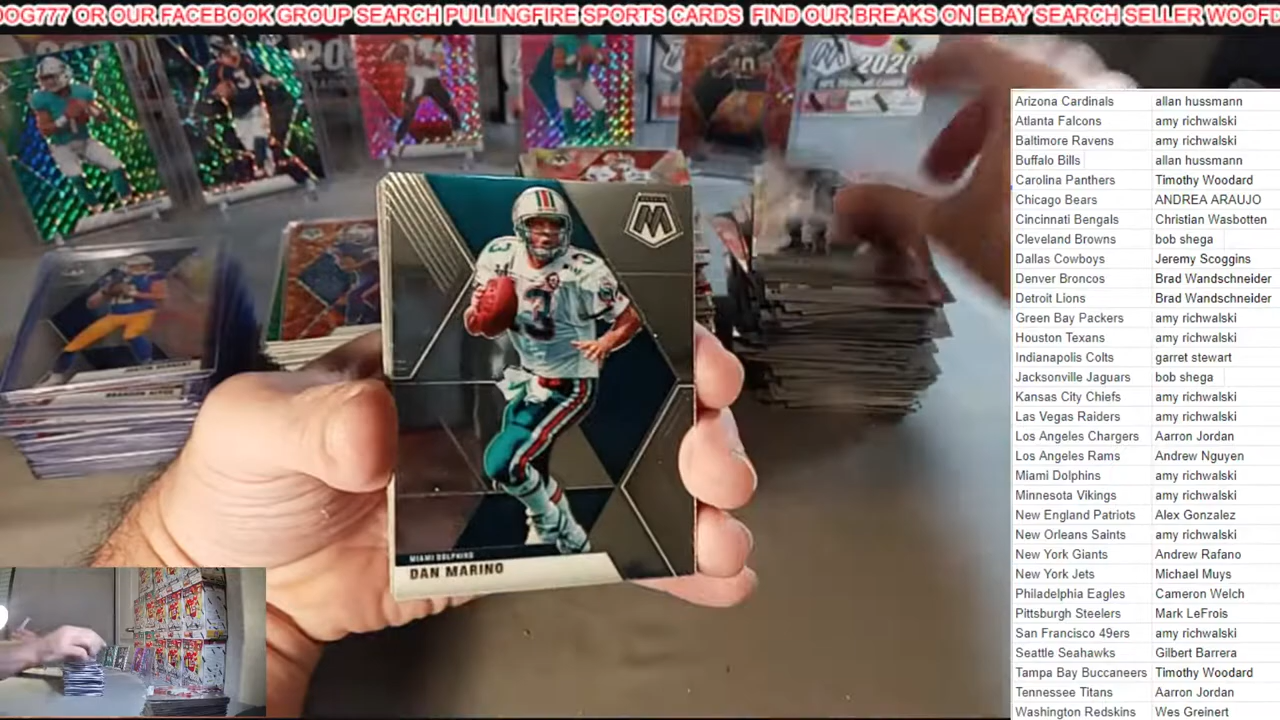 OOG777 OR OUR FACEBOOK GROUP SEARCH PULLINGFIRE SPORTS CARDS  FIND OUR BREAKS ON EBAY SEARCH SELLER WOOFD
2020
M
MIAMI DOLPHINS
DAN MARINO
Arizona Cardinals allan hussmann
Atlanta Falcons amy richwalski
Baltimore Ravens amy richwalski
Buffalo Bills allan hussmann
Carolina Panthers Timothy Woodard
Chicago Bears ANDREA ARAUJO
Cincinnati Bengals Christian Wasbotten
Cleveland Browns bob shega
Dallas Cowboys Jeremy Scoggins
Denver Broncos Brad Wandschneider
Detroit Lions Brad Wandschneider
Green Bay Packers amy richwalski
Houston Texans amy richwalski
Indianapolis Colts garret stewart
Jacksonville Jaguars bob shega
Kansas City Chiefs amy richwalski
Las Vegas Raiders amy richwalski
Los Angeles Chargers Aarron Jordan
Los Angeles Rams Andrew Nguyen
Miami Dolphins amy richwalski
Minnesota Vikings amy richwalski
New England Patriots Alex Gonzalez
New Orleans Saints amy richwalski
New York Giants Andrew Rafano
New York Jets Michael Muys
Philadelphia Eagles Cameron Welch
Pittsburgh Steelers Mark LeFrois
San Francisco 49ers amy richwalski
Seattle Seahawks Gilbert Barrera
Tampa Bay Buccaneers Timothy Woodard
Tennessee Titans Aarron Jordan
Washington Redskins Wes Greinert